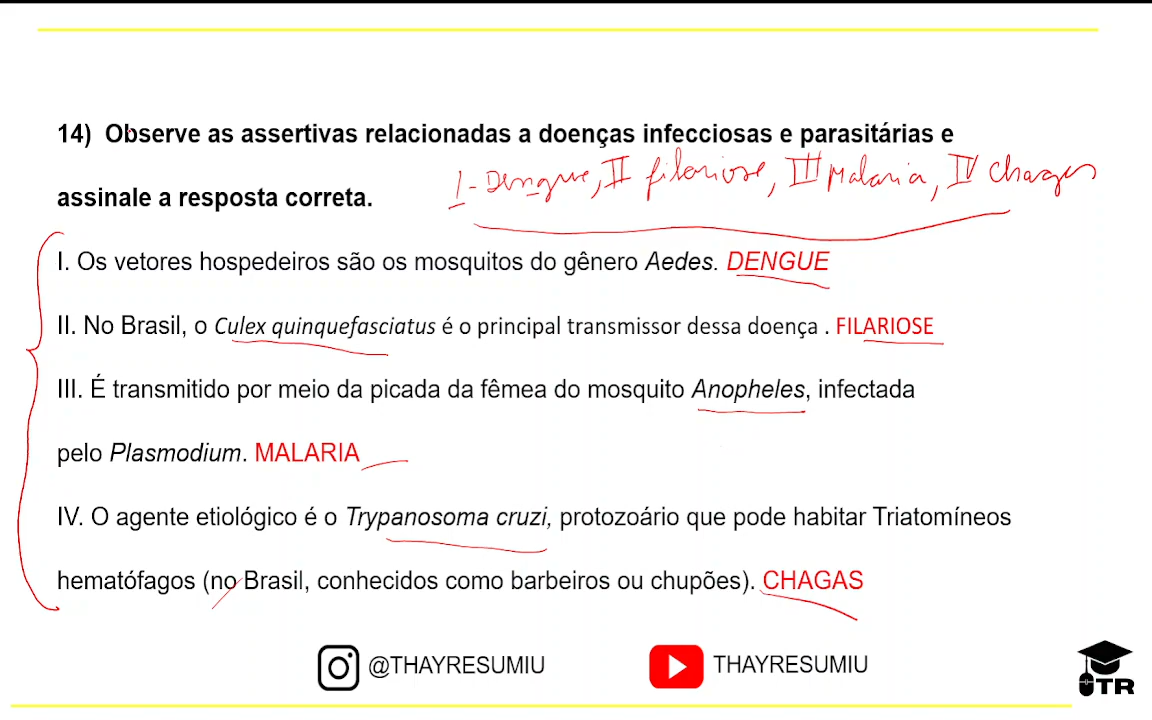 14) Observe as assertivas relacionadas a doenças infecciosas e parasitárias e
assinale a resposta correta.
I - Dengue, II filariose, III Malaria, IV Chagas
I. Os vetores hospedeiros são os mosquitos do gênero Aedes. DENGUE
II. No Brasil, o Culex quinquefasciatus é o principal transmissor dessa doença . FILARIOSE
III. É transmitido por meio da picada da fêmea do mosquito Anopheles, infectada
pelo Plasmodium. MALARIA
IV. O agente etiológico é o Trypanosoma cruzi, protozoário que pode habitar Triatomíneos
hematófagos (no Brasil, conhecidos como barbeiros ou chupões). CHAGAS
@THAYRESUMIU
THAYRESUMIU
TR